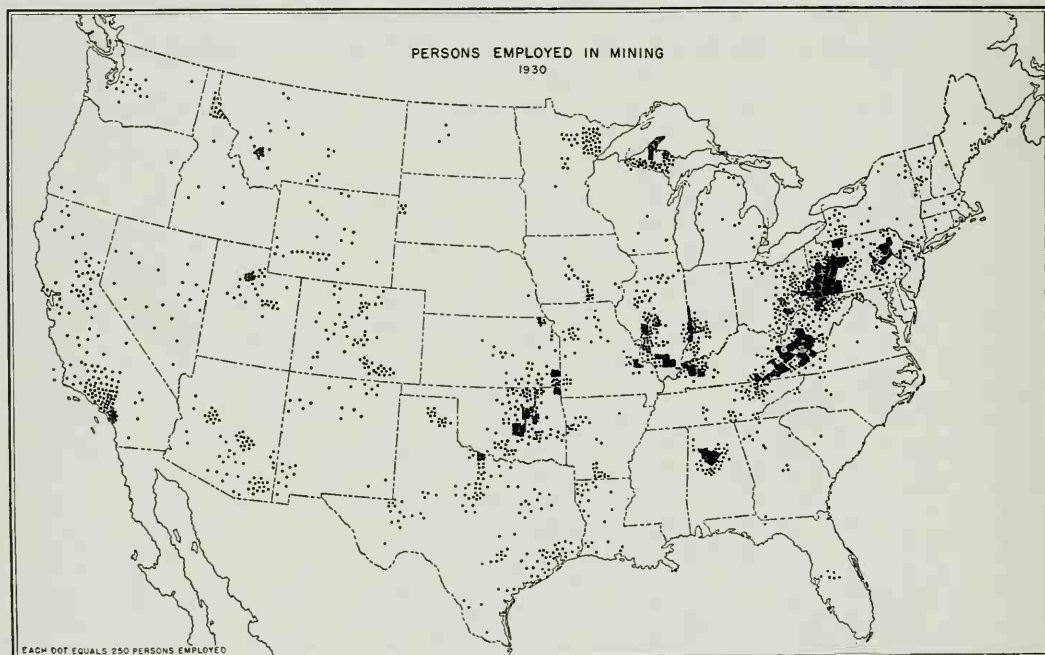 PERSONS EMPLOYED IN MINING
1930
EACH DOT EQUALS 250 PERSONS EMPLOYED